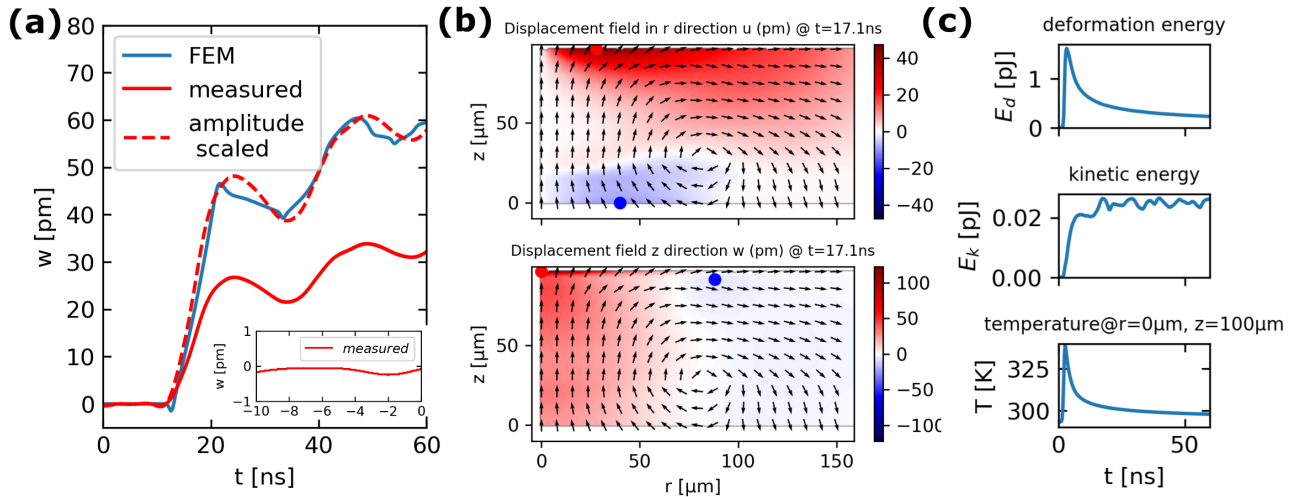 (a)
80
70
60
50
40
30
20
10
0
w [pm]
FEM
measured
amplitude
scaled
1
0
−1
w [pm]
measured
−10 −8 −6 −4 −2 0
0 20 40 60
t [ns]
(b)
Displacement field in r direction u (pm) @ t=17.1ns
z [μm]
50
0
40
20
0
−20
−40
Displacement field z direction w (pm) @ t=17.1ns
z [μm]
50
0
0 50 100 150
r [μm]
100
50
0
−50
−100
(c)
deformation energy
E_d [pJ]
1
0
kinetic energy
E_k [pJ]
0.02
0.00
temperature@r=0μm, z=100μm
T [K]
325
300
0 50
t [ns]